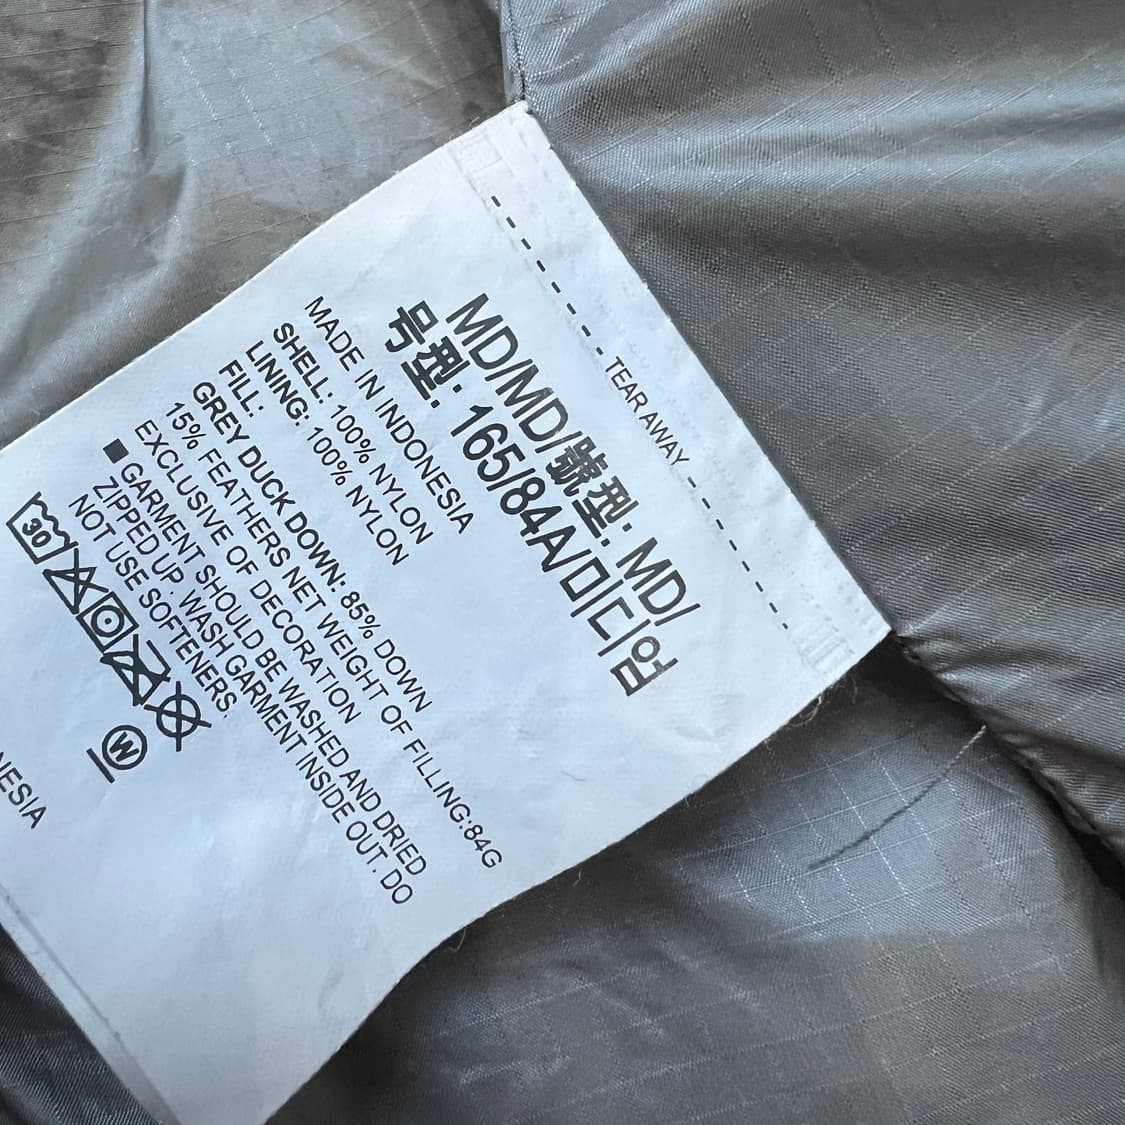 TEAR AWAY
MD/MD/號型: MD/
号型: 165/84A/미디엄
MADE IN INDONESIA
SHELL: 100% NYLON
LINING: 100% NYLON
FILL:
GREY DUCK DOWN: 85% DOWN
15% FEATHERS NET WEIGHT OF FILLING:84G
EXCLUSIVE OF DECORATION
■ GARMENT SHOULD BE WASHED AND DRIED
ZIPPED UP. WASH GARMENT INSIDE OUT. DO
NOT USE SOFTENERS.
30
W
NESIA